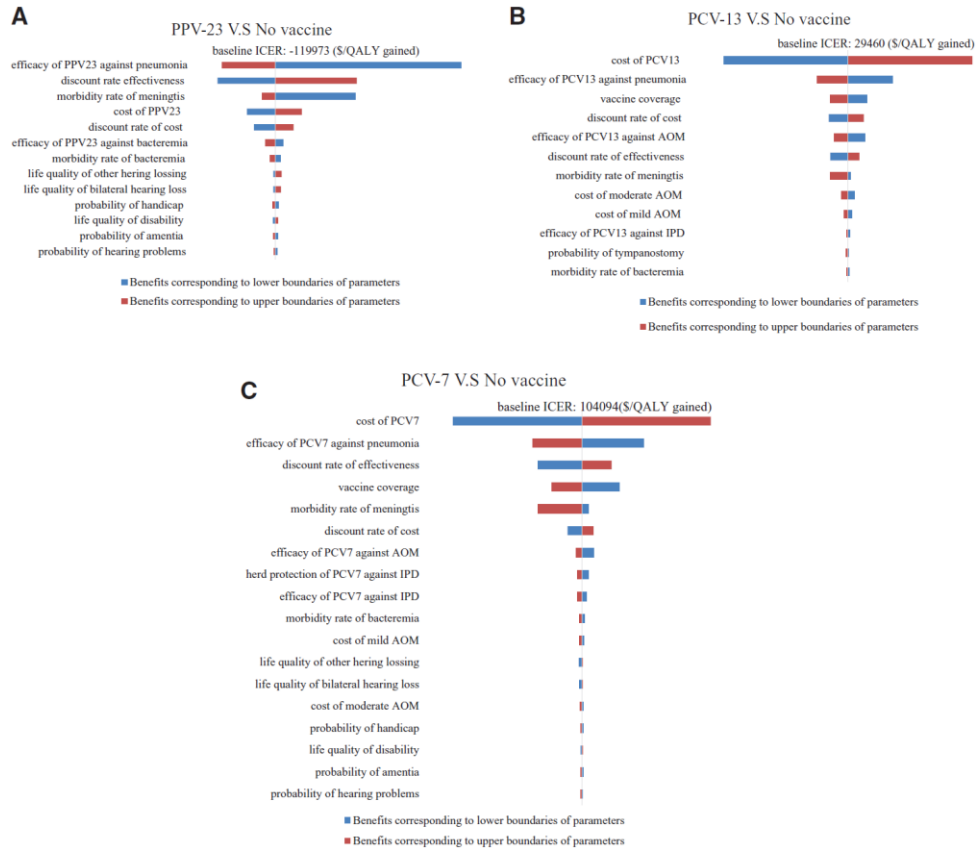 A
PPV-23 V.S No vaccine
baseline ICER: -119973 ($/QALY gained)
efficacy of PPV23 against pneumonia
discount rate effectiveness
morbidity rate of meningtis
cost of PPV23
discount rate of cost
efficacy of PPV23 against bacteremia
morbidity rate of bacteremia
life quality of other hering lossing
life quality of bilateral hearing loss
probability of handicap
life quality of disability
probability of amentia
probability of hearing problems
Benefits corresponding to lower boundaries of parameters
Benefits corresponding to upper boundaries of parameters
B
PCV-13 V.S No vaccine
baseline ICER: 29460 ($/QALY gained)
cost of PCV13
efficacy of PCV13 against pneumonia
vaccine coverage
discount rate of cost
efficacy of PCV13 against AOM
discount rate of effectiveness
morbidity rate of meningtis
cost of moderate AOM
cost of mild AOM
efficacy of PCV13 against IPD
probability of tympanostomy
morbidity rate of bacteremia
Benefits corresponding to lower boundaries of parameters
Benefits corresponding to upper boundaries of parameters
C
PCV-7 V.S No vaccine
baseline ICER: 104094($/QALY gained)
cost of PCV7
efficacy of PCV7 against pneumonia
discount rate of effectiveness
vaccine coverage
morbidity rate of meningtis
discount rate of cost
efficacy of PCV7 against AOM
herd protection of PCV7 against IPD
efficacy of PCV7 against IPD
morbidity rate of bacteremia
cost of mild AOM
life quality of other hering lossing
life quality of bilateral hearing loss
cost of moderate AOM
probability of handicap
life quality of disability
probability of amentia
probability of hearing problems
Benefits corresponding to lower boundaries of parameters
Benefits corresponding to upper boundaries of parameters